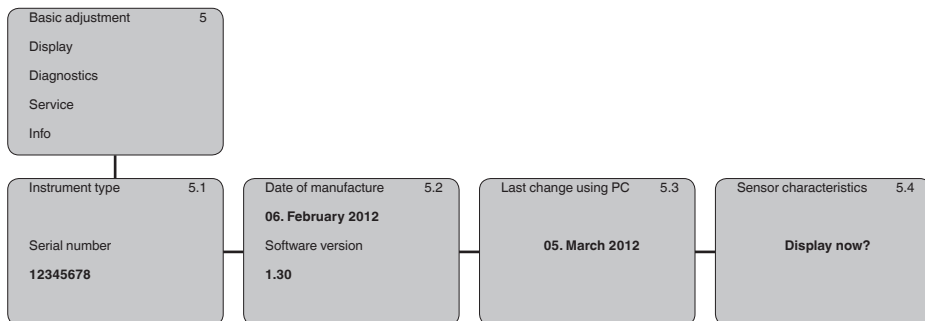 Basic adjustment 5
Display
Diagnostics
Service
Info
Instrument type 5.1
Serial number
12345678
Date of manufacture 5.2
06. February 2012
Software version
1.30
Last change using PC 5.3
05. March 2012
Sensor characteristics 5.4
Display now?